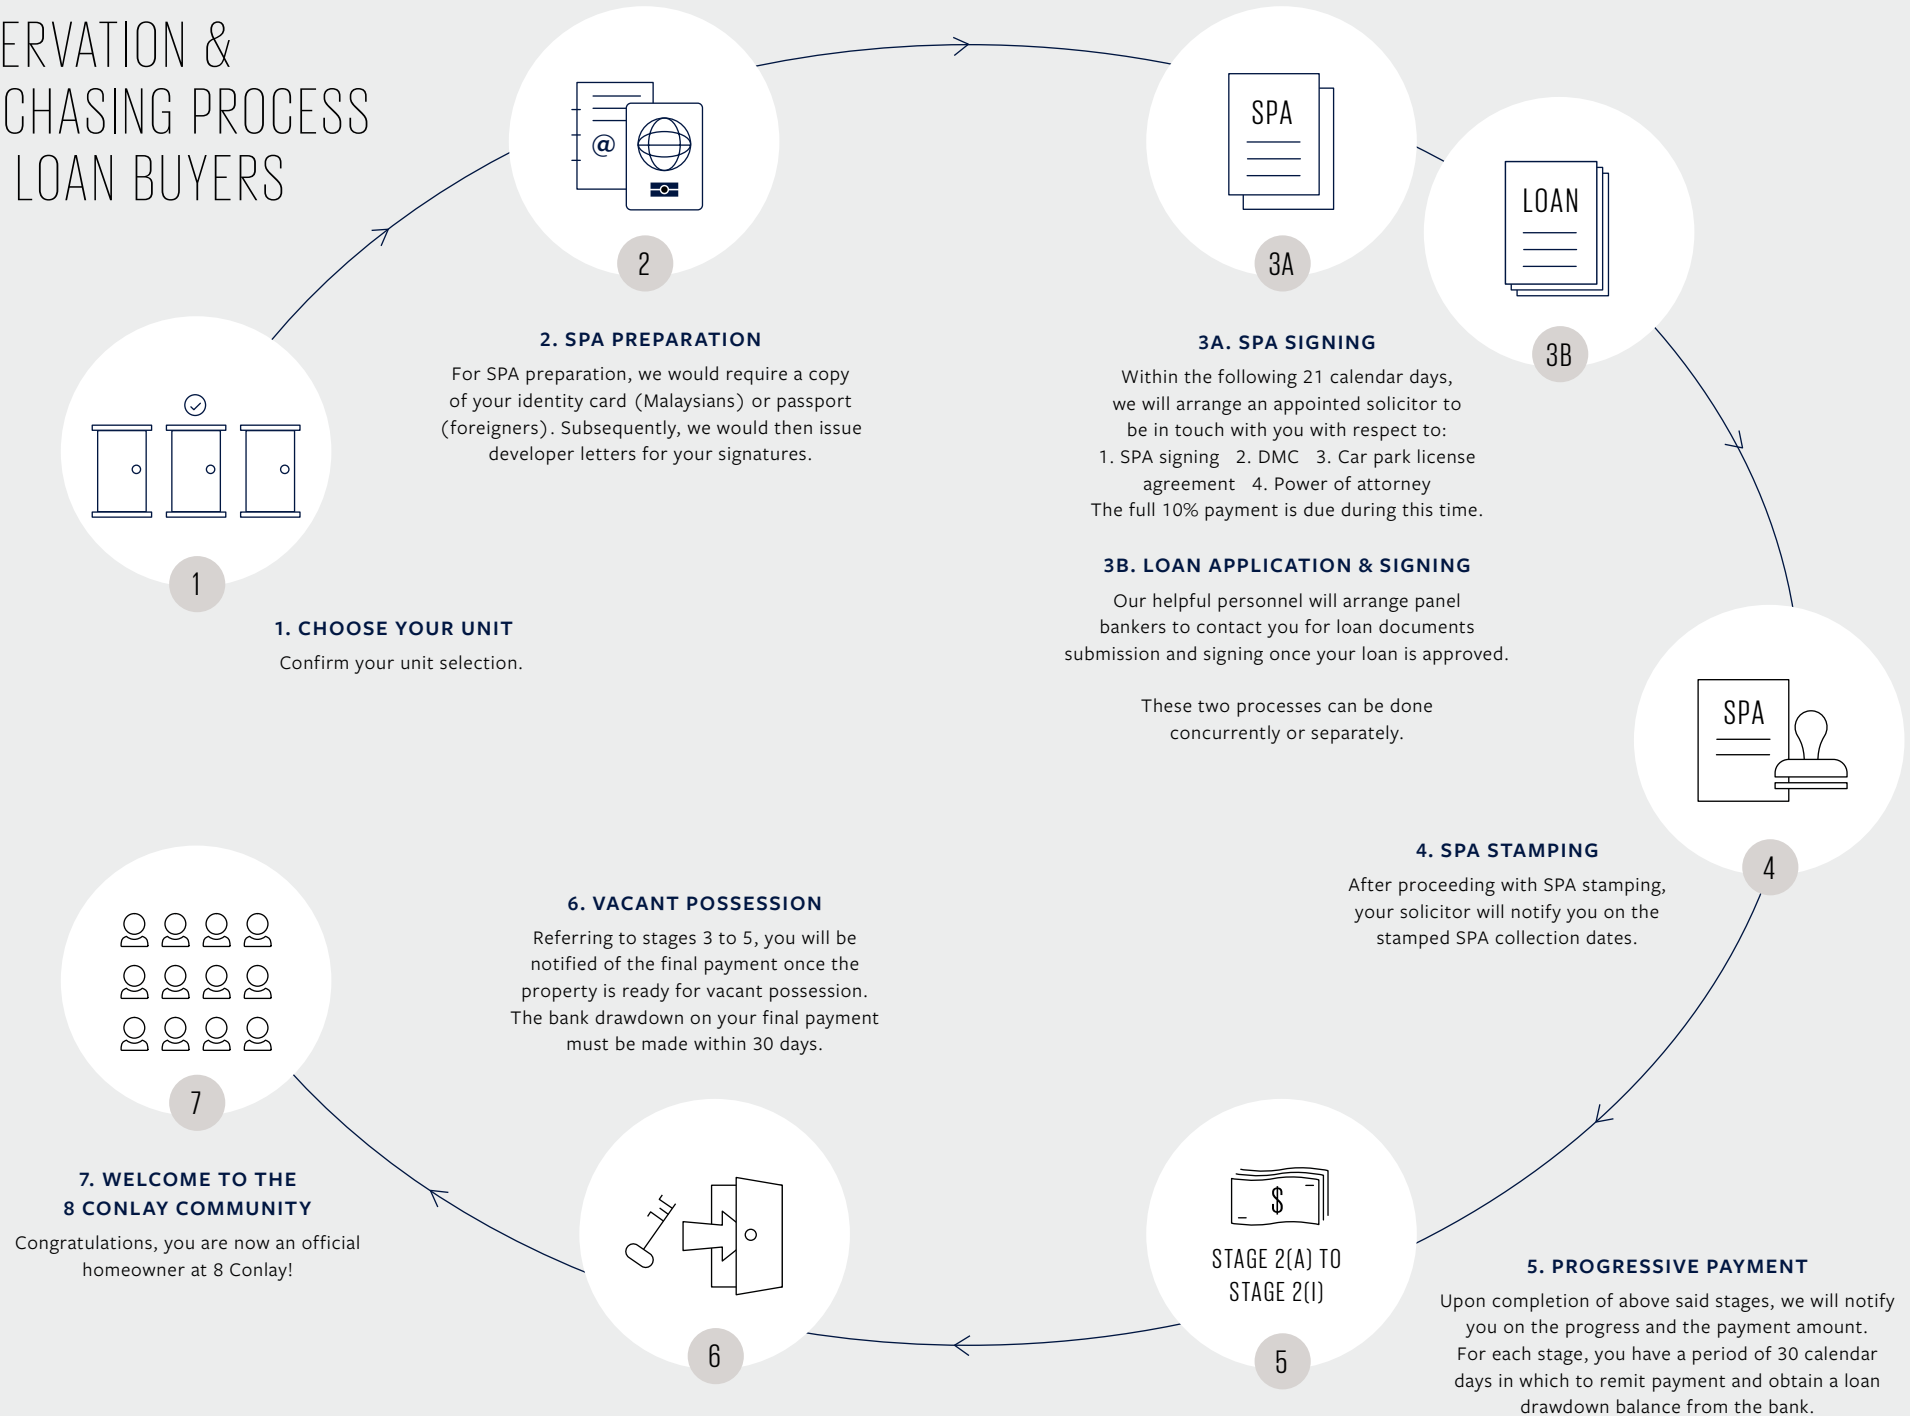 ERVATION &
CHASING PROCESS
LOAN BUYERS
@
2
2. SPA PREPARATION
For SPA preparation, we would require a copy
of your identity card (Malaysians) or passport
(foreigners). Subsequently, we would then issue
developer letters for your signatures.
1
1. CHOOSE YOUR UNIT
Confirm your unit selection.
SPA
3A
LOAN
3B
3A. SPA SIGNING
Within the following 21 calendar days,
we will arrange an appointed solicitor to
be in touch with you with respect to:
1. SPA signing 2. DMC 3. Car park license
agreement 4. Power of attorney
The full 10% payment is due during this time.
3B. LOAN APPLICATION & SIGNING
Our helpful personnel will arrange panel
bankers to contact you for loan documents
submission and signing once your loan is approved.
These two processes can be done
concurrently or separately.
SPA
4
4. SPA STAMPING
After proceeding with SPA stamping,
your solicitor will notify you on the
stamped SPA collection dates.
$
STAGE 2(A) TO
STAGE 2(I)
5
5. PROGRESSIVE PAYMENT
Upon completion of above said stages, we will notify
you on the progress and the payment amount.
For each stage, you have a period of 30 calendar
days in which to remit payment and obtain a loan
drawdown balance from the bank.
6. VACANT POSSESSION
Referring to stages 3 to 5, you will be
notified of the final payment once the
property is ready for vacant possession.
The bank drawdown on your final payment
must be made within 30 days.
6
7
7. WELCOME TO THE
8 CONLAY COMMUNITY
Congratulations, you are now an official
homeowner at 8 Conlay!